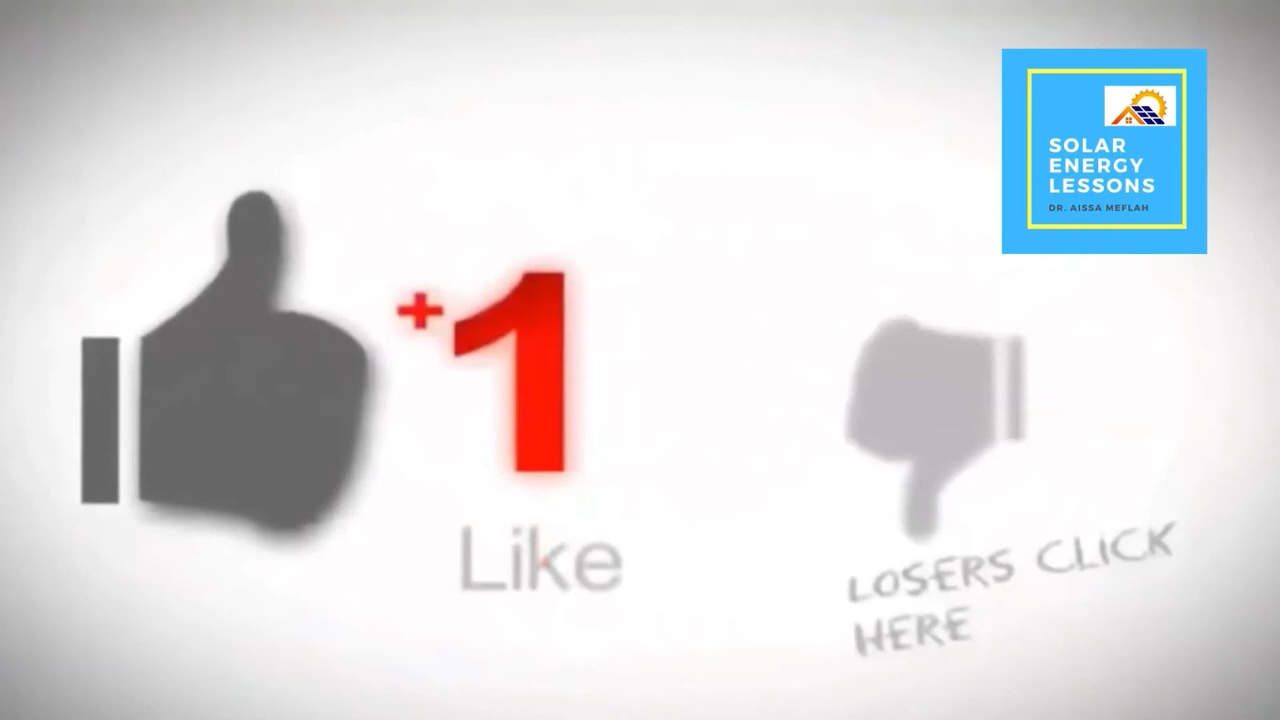 SOLAR
ENERGY
LESSONS
DR. AISSA MEFLAH
+1
Like
LOSERS CLICK
HERE